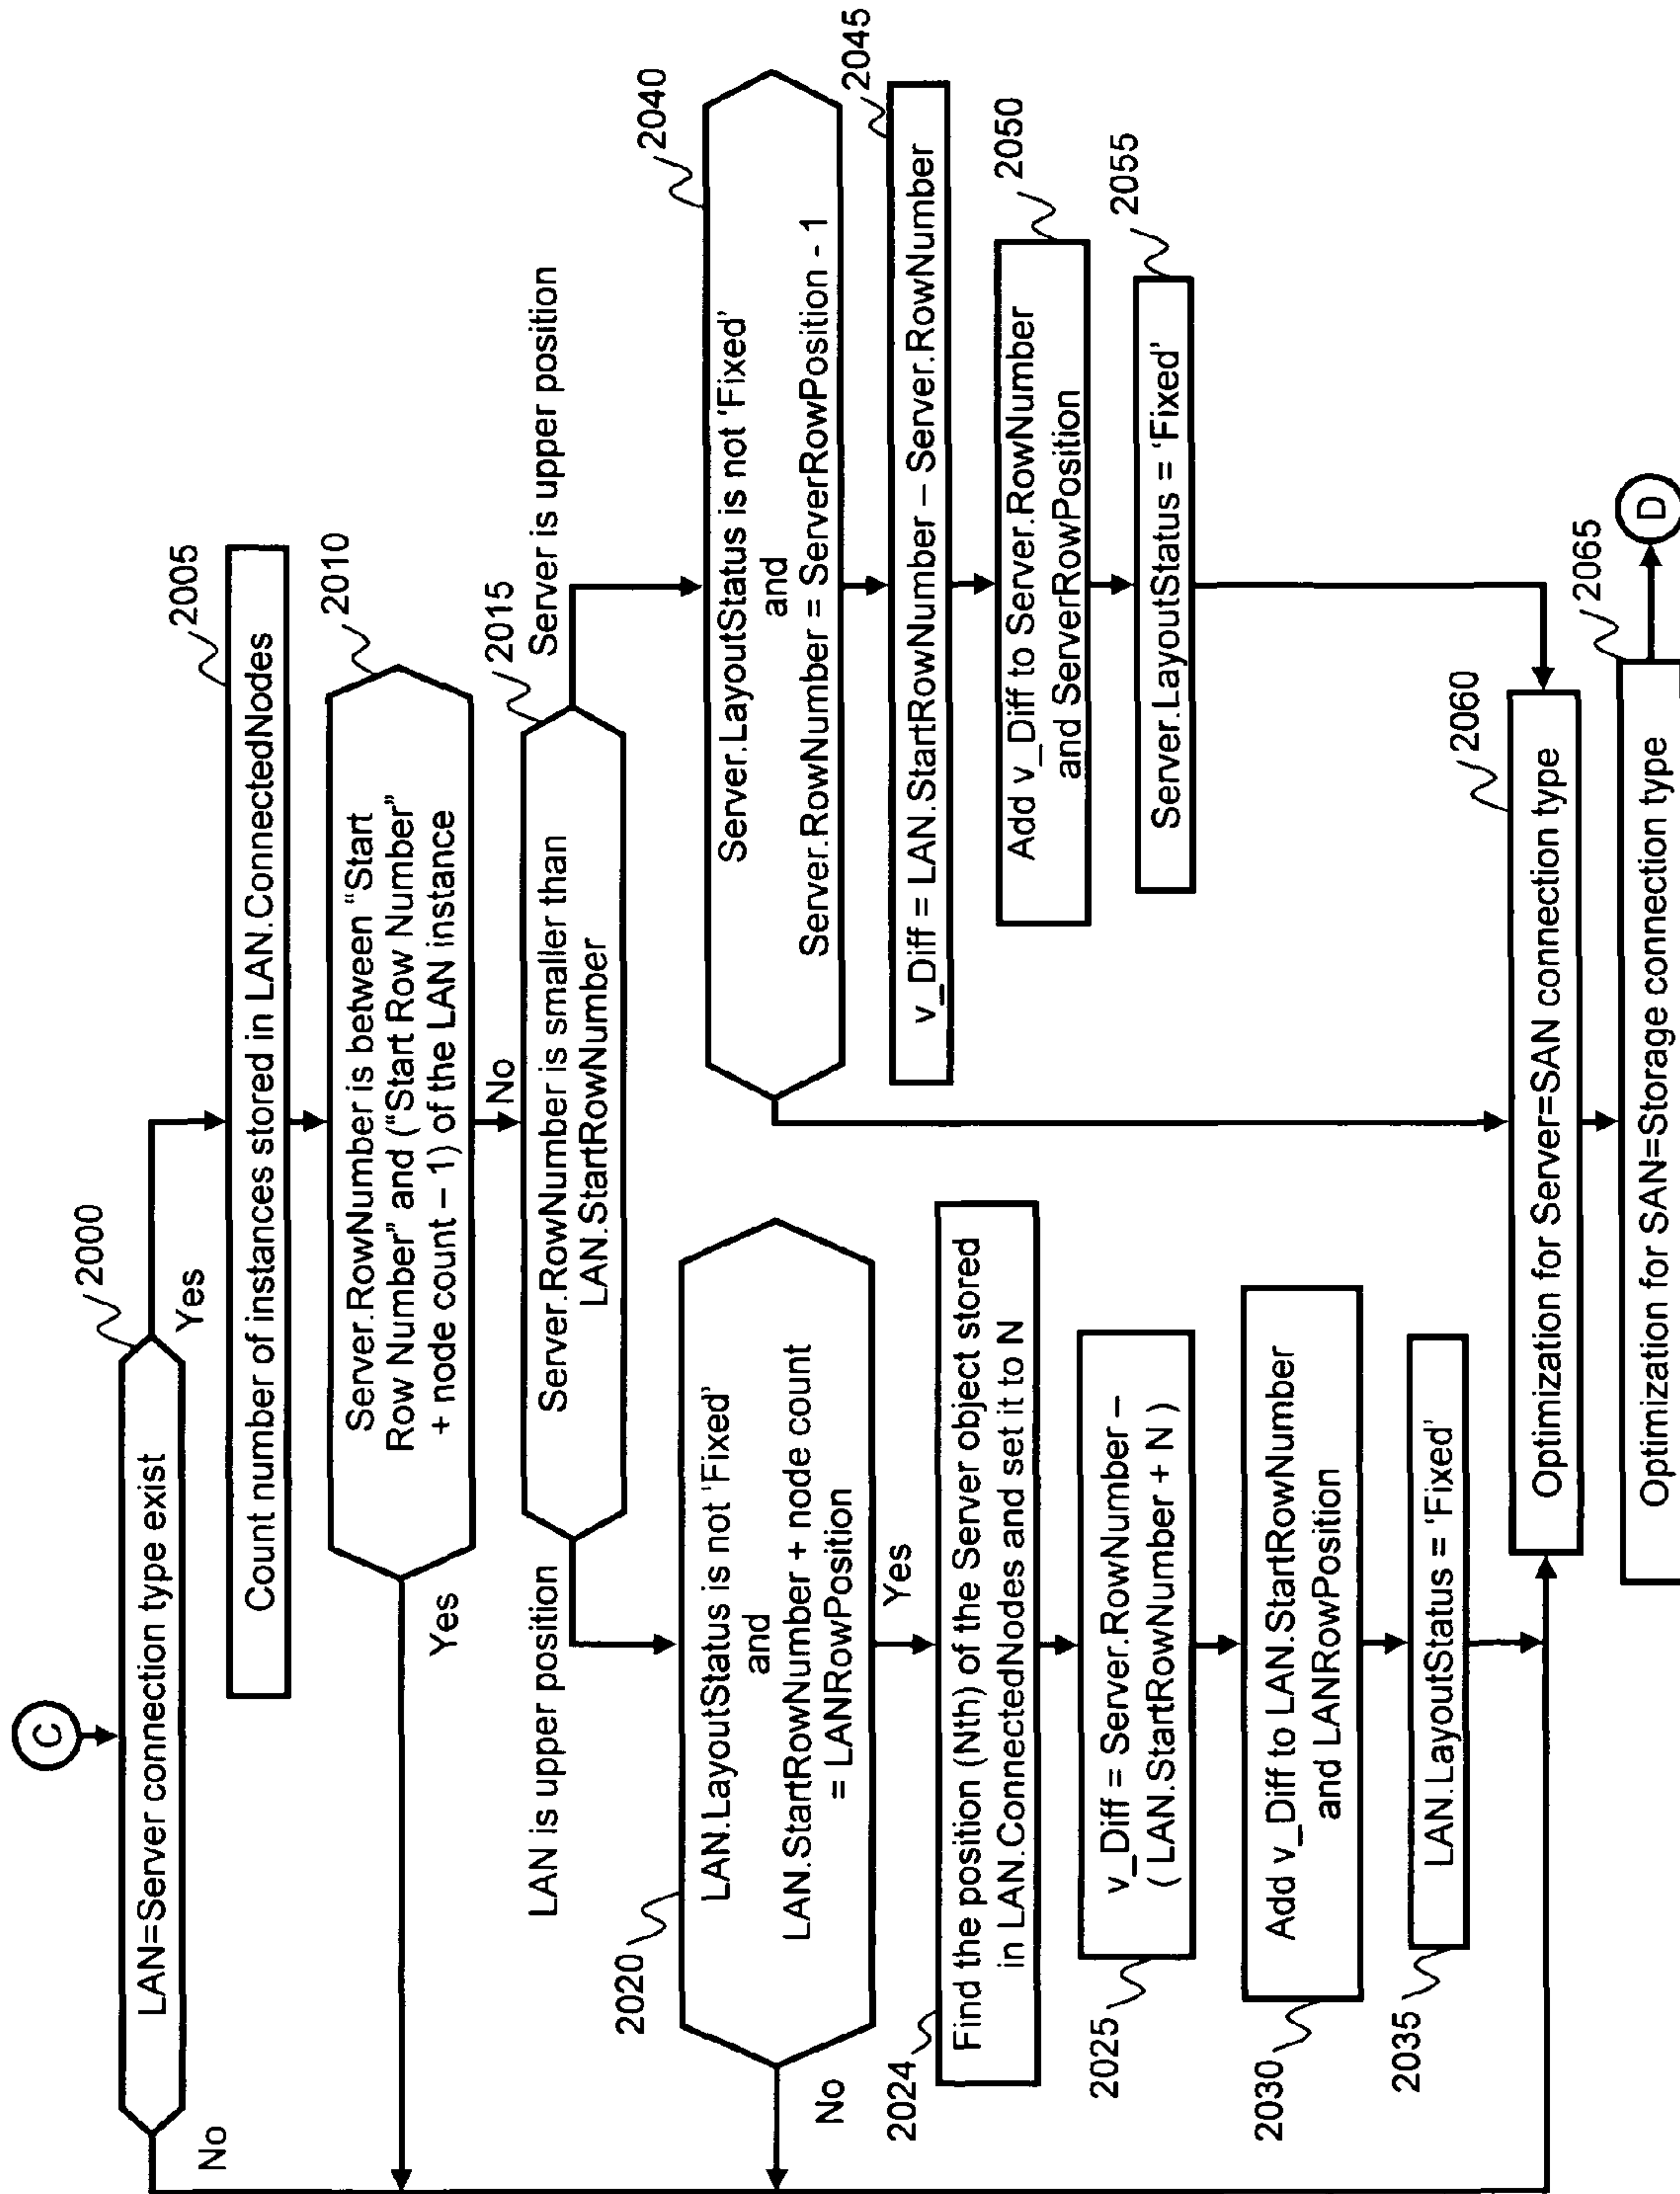 C
2000
LAN=Server connection type exist
No
Yes
2005
Count number of instances stored in LAN.ConnectedNodes
2010
Server.RowNumber is between “Start
Row Number” and (“Start Row Number”
+ node count – 1) of the LAN instance
Yes
No
2015
Server.RowNumber is smaller than
LAN.StartRowNumber
LAN is upper position
Server is upper position
2020
LAN.LayoutStatus is not ‘Fixed’
and
LAN.StartRowNumber + node count
= LANRowPosition
No
Yes
2024
Find the position (Nth) of the Server object stored
in LAN.ConnectedNodes and set it to N
2025
v_Diff = Server.RowNumber –
( LAN.StartRowNumber + N )
2030
Add v_Diff to LAN.StartRowNumber
and LANRowPosition
2035
LAN.LayoutStatus = ‘Fixed’
2040
Server.LayoutStatus is not ‘Fixed’
and
Server.RowNumber = ServerRowPosition - 1
2045
v_Diff = LAN.StartRowNumber – Server.RowNumber
2050
Add v_Diff to Server.RowNumber
and ServerRowPosition
2055
Server.LayoutStatus = ‘Fixed’
2060
Optimization for Server=SAN connection type
2065
Optimization for SAN=Storage connection type
D